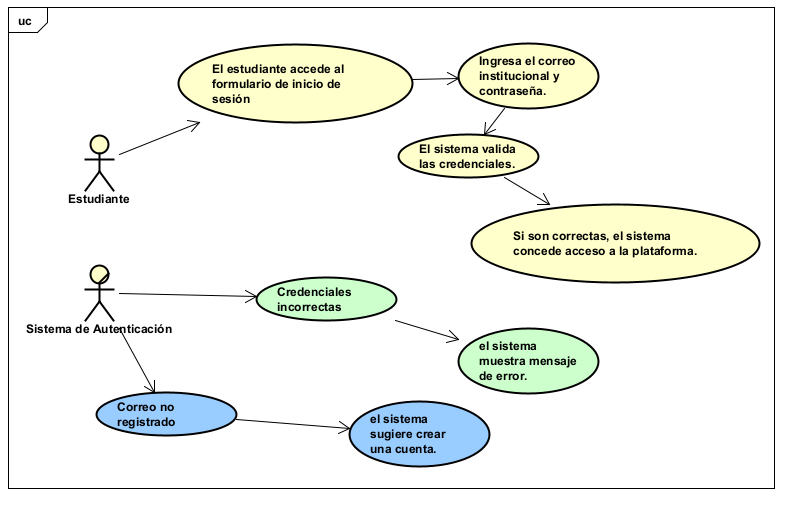 uc
El estudiante accede al
formulario de inicio de
sesión
Ingresa el correo
institucional y
contraseña.
El sistema valida
las credenciales.
Estudiante
Si son correctas, el sistema
concede acceso a la plataforma.
Credenciales
incorrectas
Sistema de Autenticación
el sistema
muestra mensaje
de error.
Correo no
registrado
el sistema
sugiere crear
una cuenta.